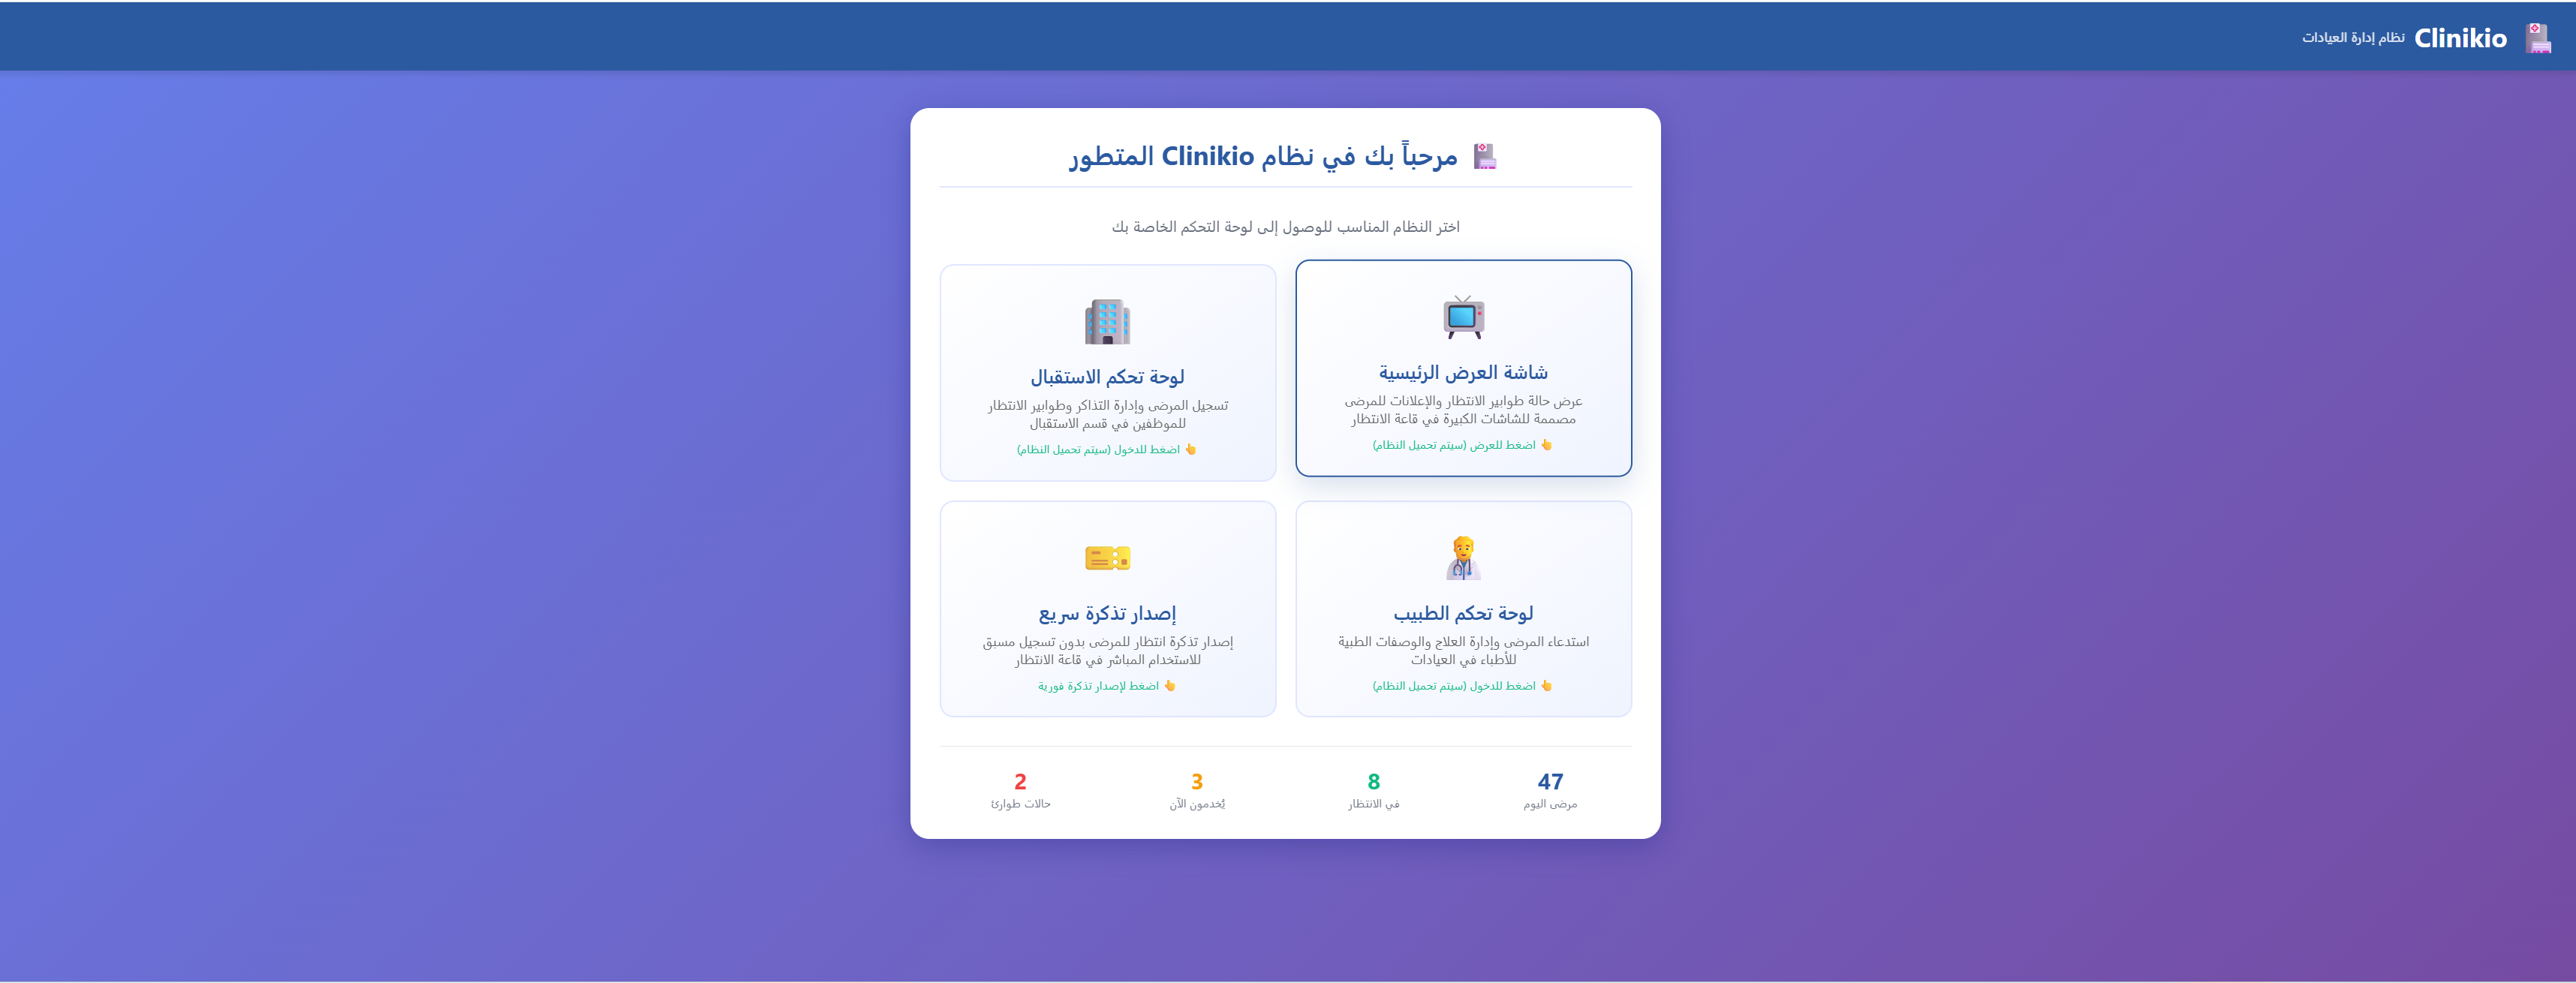 Clinikio نظام إدارة العيادات
مرحباً بك في نظام Clinikio المتطور
اختر النظام المناسب للوصول إلى لوحة التحكم الخاصة بك
شاشة العرض الرئيسية
عرض حالة طوابير الانتظار والإعلانات للمرضى
مصممة للشاشات الكبيرة في قاعة الانتظار
اضغط للعرض (سيتم تحميل النظام)
لوحة تحكم الاستقبال
تسجيل المرضى وإدارة التذاكر وطوابير الانتظار
للموظفين في قسم الاستقبال
اضغط للدخول (سيتم تحميل النظام)
لوحة تحكم الطبيب
استدعاء المرضى وإدارة العلاج والوصفات الطبية
للأطباء في العيادات
اضغط للدخول (سيتم تحميل النظام)
إصدار تذكرة سريع
إصدار تذكرة انتظار للمرضى بدون تسجيل مسبق
للاستخدام المباشر في قاعة الانتظار
اضغط لإصدار تذكرة فورية
47
مرضى اليوم
8
في الانتظار
3
يُخدمون الآن
2
حالات طوارئ